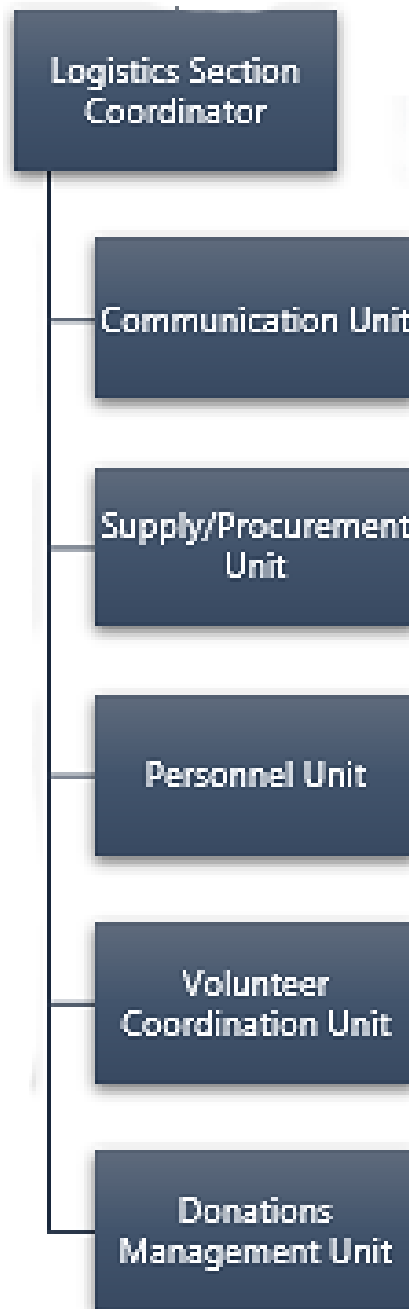 Logistics Section
Coordinator
Communication Unit
Supply/Procurement
Unit
Personnel Unit
Volunteer
Coordination Unit
Donations
Management Unit